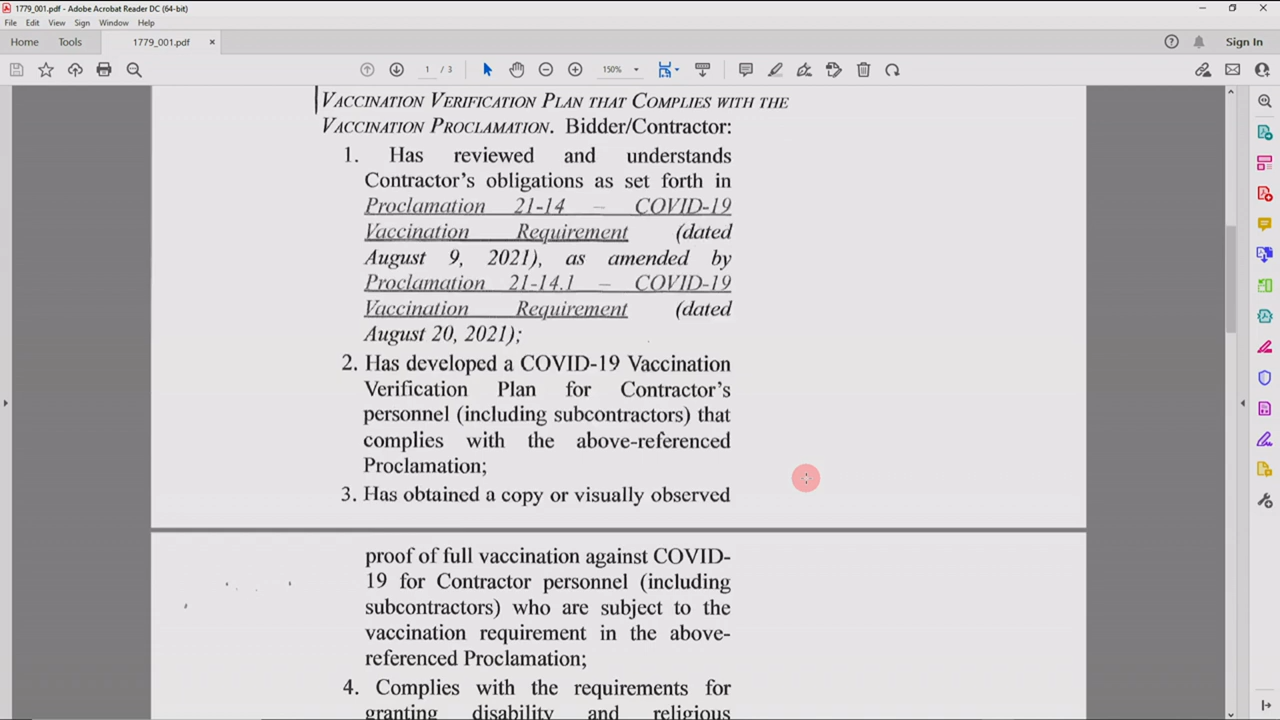 1779_001.pdf - Adobe Acrobat Reader DC (64-bit)
File Edit View Sign Window Help
Home Tools 1779_001.pdf × Sign In
1 / 3 150%
VACCINATION VERIFICATION PLAN THAT COMPLIES WITH THE
VACCINATION PROCLAMATION. Bidder/Contractor:
1. Has reviewed and understands
Contractor's obligations as set forth in
Proclamation 21-14 – COVID-19
Vaccination Requirement (dated
August 9, 2021), as amended by
Proclamation 21-14.1 – COVID-19
Vaccination Requirement (dated
August 20, 2021);
2. Has developed a COVID-19 Vaccination
Verification Plan for Contractor's
personnel (including subcontractors) that
complies with the above-referenced
Proclamation;
3. Has obtained a copy or visually observed
proof of full vaccination against COVID-
19 for Contractor personnel (including
subcontractors) who are subject to the
vaccination requirement in the above-
referenced Proclamation;
4. Complies with the requirements for
granting disability and religious